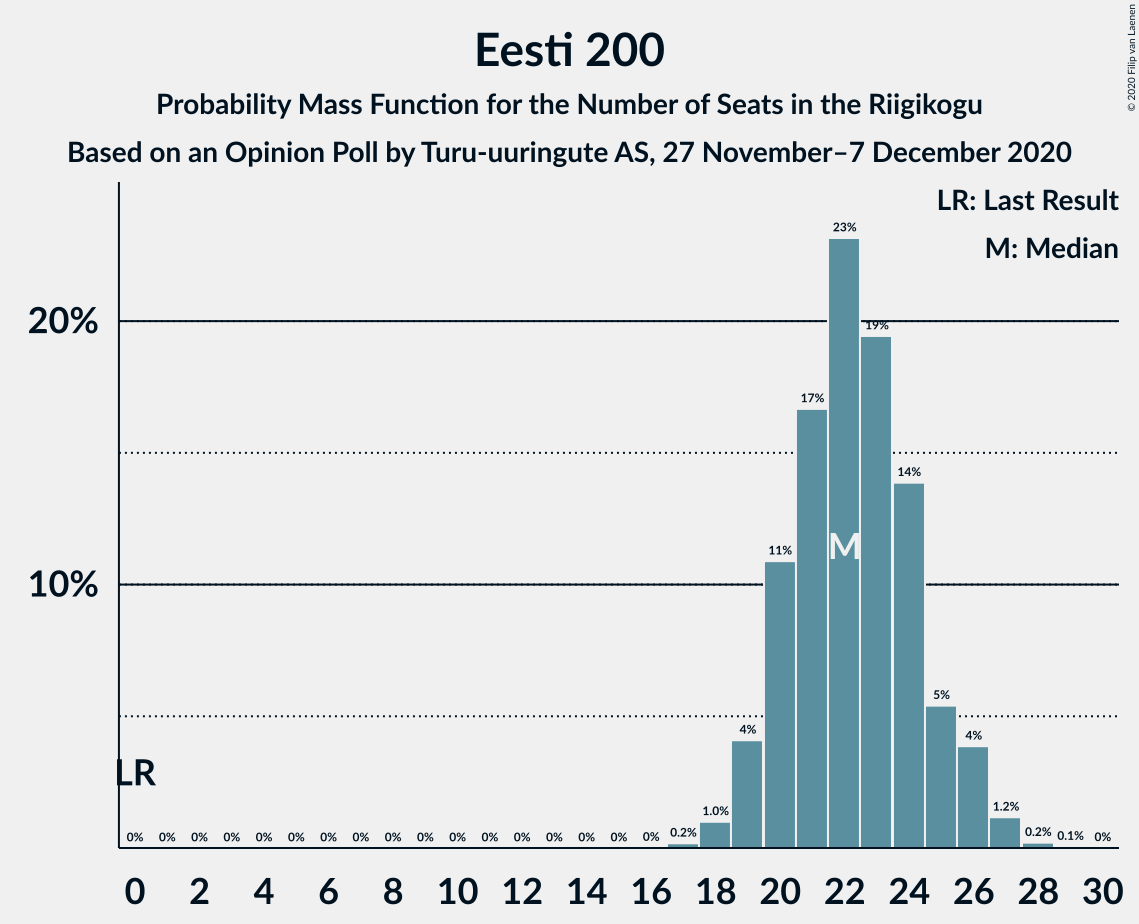 Eesti 200
Probability Mass Function for the Number of Seats in the Riigikogu
Based on an Opinion Poll by Turu-uuringute AS, 27 November–7 December 2020
© 2020 Filip van Laenen
LR: Last Result
M: Median
20%
10%
LR
M
0% 0% 0% 0% 0% 0% 0% 0% 0% 0% 0% 0% 0% 0% 0% 0% 0% 0.2% 1.0% 4% 11% 17% 23% 19% 14% 5% 4% 1.2% 0.2% 0.1% 0%
0 2 4 6 8 10 12 14 16 18 20 22 24 26 28 30